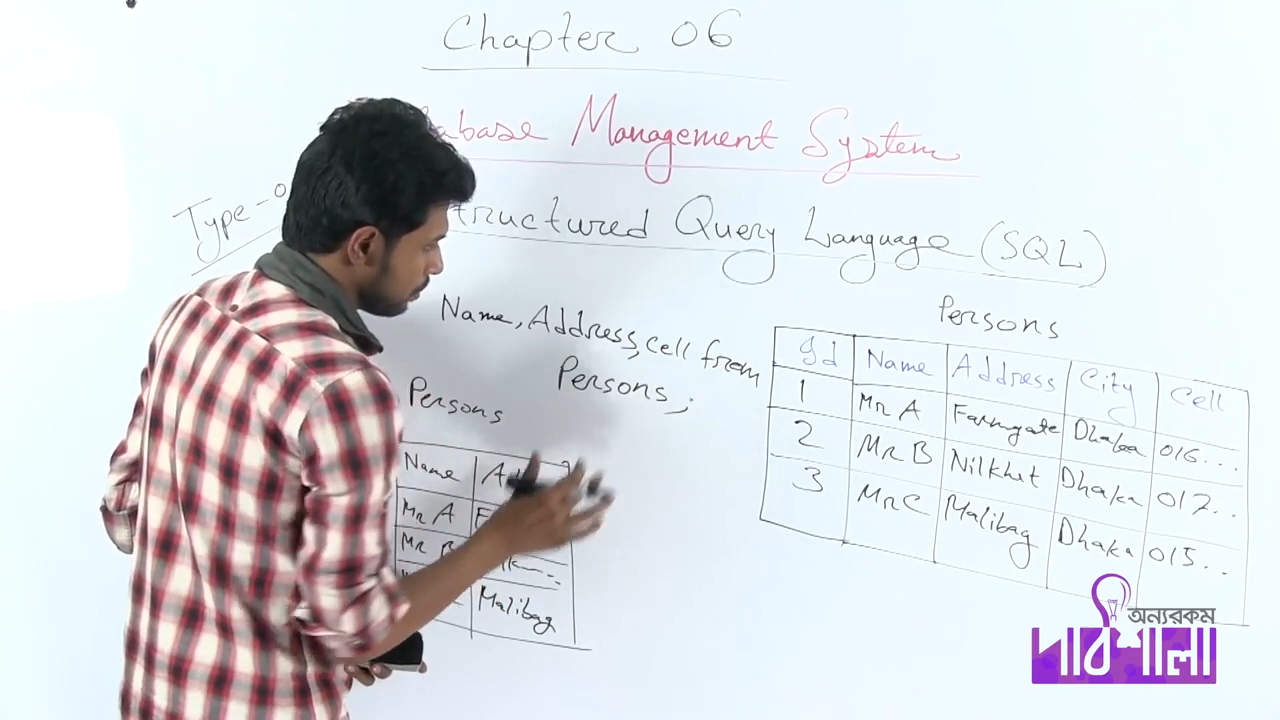 Chapter 06
abase Management System
Type-0
tructured Query Language (SQL)
Name, Address, cell from
Persons;
Persons
Name
Mr A
Mr B
Malibag
Persons
Id Name Address City Cell
1 Mr A Farmgate Dhaka 016...
2 Mr B Nilkhet Dhaka 017..
3 Mr C Malibag Dhaka 015..
অন্যরকম
পাঠশালা